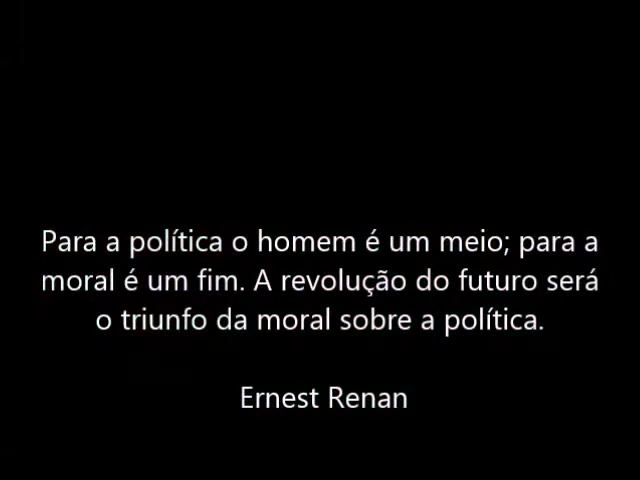 Para a política o homem é um meio; para a
moral é um fim. A revolução do futuro será
o triunfo da moral sobre a política.
Ernest Renan